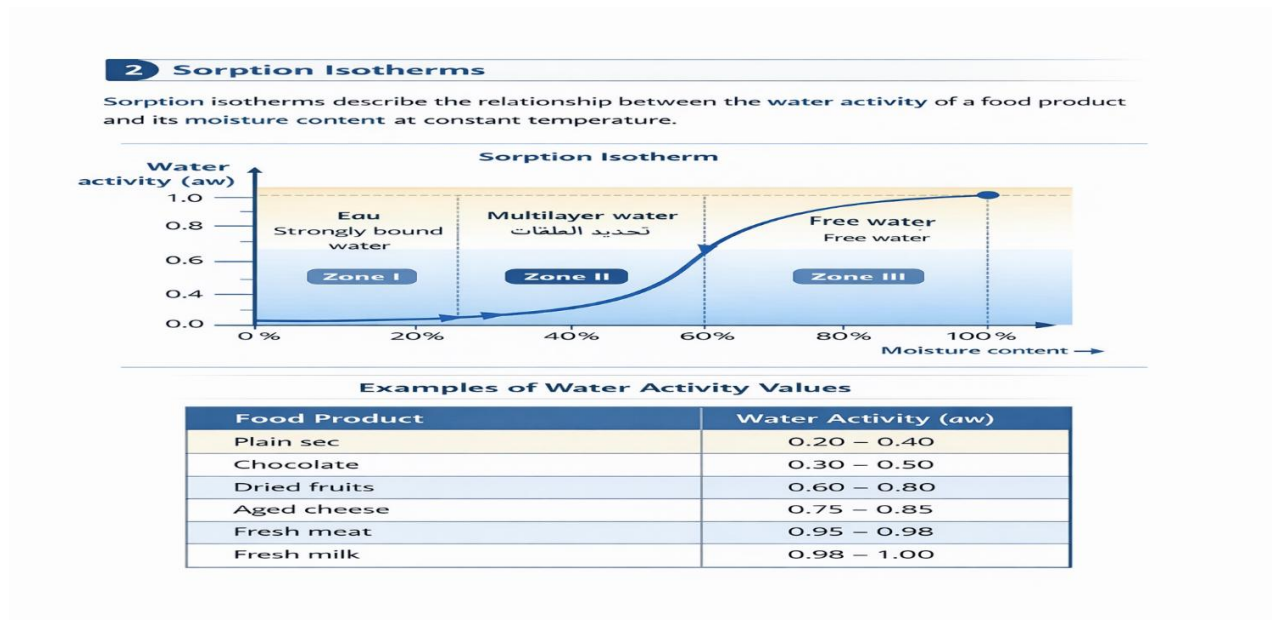 2 Sorption Isotherms
Sorption isotherms describe the relationship between the water activity of a food product
and its moisture content at constant temperature.
Sorption Isotherm
Water
activity (aw)
1.0
0.8
0.6
0.4
0.0
Eau
Strongly bound
water
Zone I
Multilayer water
تحديد الطلقات
Zone II
Free water
Free water
Zone III
0% 20% 40% 60% 80% 100%
Moisture content →
Examples of Water Activity Values
Food Product Water Activity (aw)
Plain sec 0.20 – 0.40
Chocolate 0.30 – 0.50
Dried fruits 0.60 – 0.80
Aged cheese 0.75 – 0.85
Fresh meat 0.95 – 0.98
Fresh milk 0.98 – 1.00